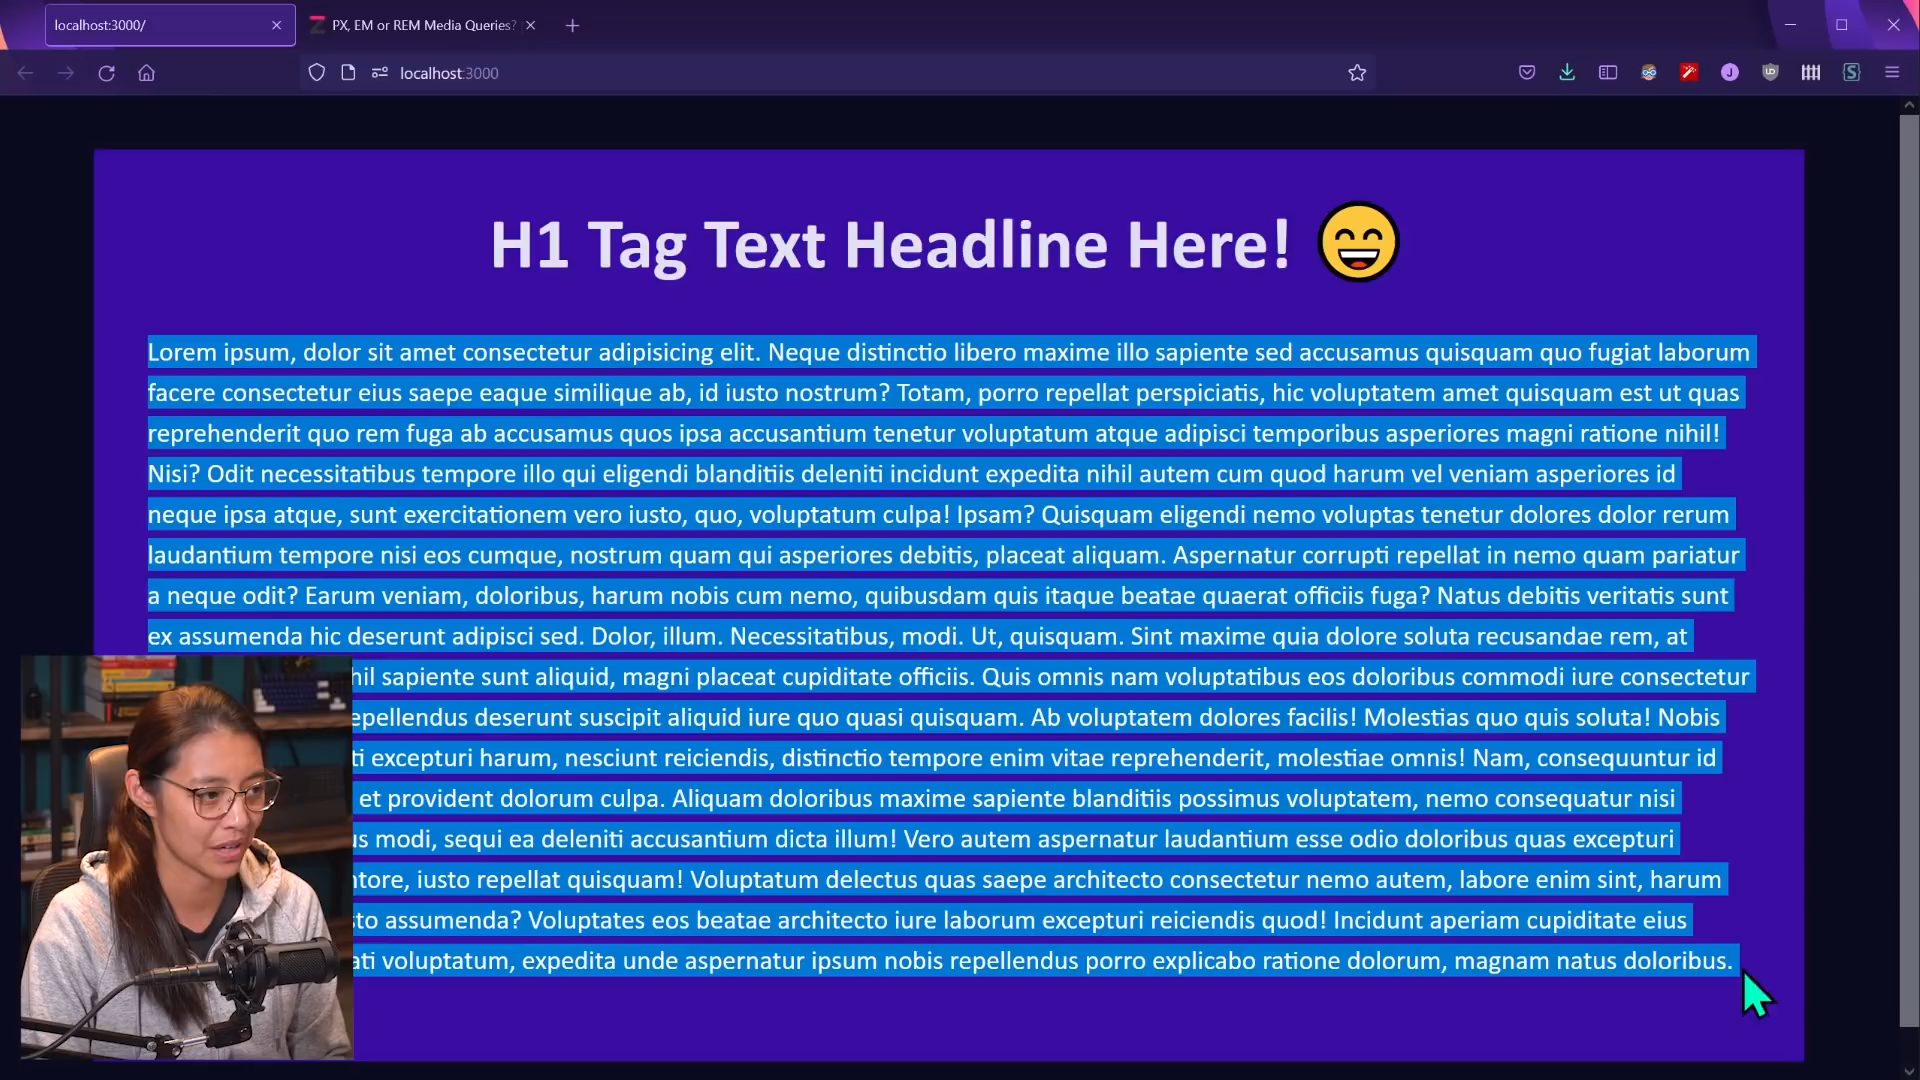 localhost:3000/
PX, EM or REM Media Queries?
localhost:3000
H1 Tag Text Headline Here!
Lorem ipsum, dolor sit amet consectetur adipisicing elit. Neque distinctio libero maxime illo sapiente sed accusamus quisquam quo fugiat laborum
facere consectetur eius saepe eaque similique ab, id iusto nostrum? Totam, porro repellat perspiciatis, hic voluptatem amet quisquam est ut quas
reprehenderit quo rem fuga ab accusamus quos ipsa accusantium tenetur voluptatum atque adipisci temporibus asperiores magni ratione nihil!
Nisi? Odit necessitatibus tempore illo qui eligendi blanditiis deleniti incidunt expedita nihil autem cum quod harum vel veniam asperiores id
neque ipsa atque, sunt exercitationem vero iusto, quo, voluptatum culpa! Ipsam? Quisquam eligendi nemo voluptas tenetur dolores dolor rerum
laudantium tempore nisi eos cumque, nostrum quam qui asperiores debitis, placeat aliquam. Aspernatur corrupti repellat in nemo quam pariatur
a neque odit? Earum veniam, doloribus, harum nobis cum nemo, quibusdam quis itaque beatae quaerat officiis fuga? Natus debitis veritatis sunt
ex assumenda hic deserunt adipisci sed. Dolor, illum. Necessitatibus, modi. Ut, quisquam. Sint maxime quia dolore soluta recusandae rem, at
hil sapiente sunt aliquid, magni placeat cupiditate officiis. Quis omnis nam voluptatibus eos doloribus commodi iure consectetur
epellendus deserunt suscipit aliquid iure quo quasi quisquam. Ab voluptatem dolores facilis! Molestias quo quis soluta! Nobis
ti excepturi harum, nesciunt reiciendis, distinctio tempore enim vitae reprehenderit, molestiae omnis! Nam, consequuntur id
et provident dolorum culpa. Aliquam doloribus maxime sapiente blanditiis possimus voluptatem, nemo consequatur nisi
us modi, sequi ea deleniti accusantium dicta illum! Vero autem aspernatur laudantium esse odio doloribus quas excepturi
ntore, iusto repellat quisquam! Voluptatum delectus quas saepe architecto consectetur nemo autem, labore enim sint, harum
sto assumenda? Voluptates eos beatae architecto iure laborum excepturi reiciendis quod! Incidunt aperiam cupiditate eius
ati voluptatum, expedita unde aspernatur ipsum nobis repellendus porro explicabo ratione dolorum, magnam natus doloribus.